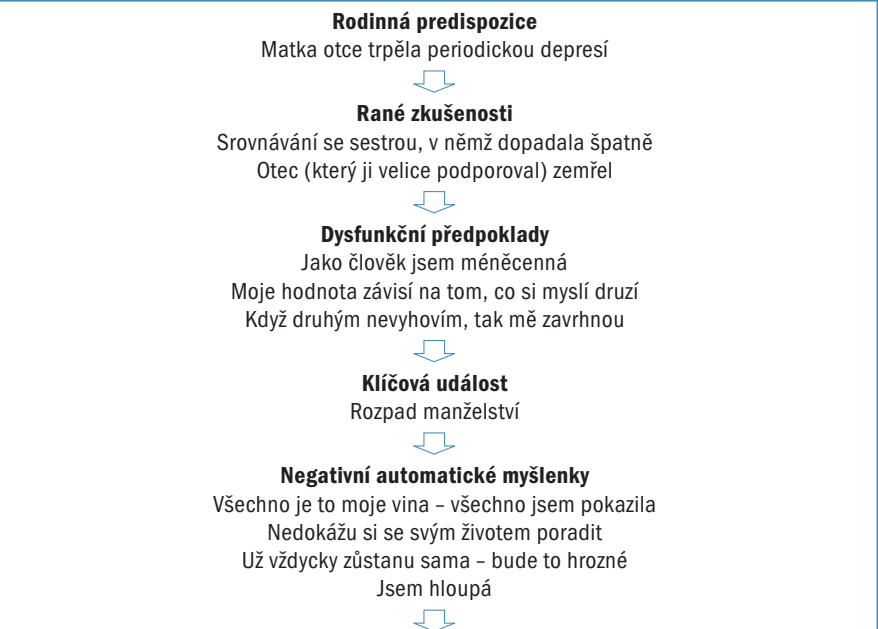 Rodinná predispozice
Matka otce trpěla periodickou depresí
Rané zkušenosti
Srovnávání se sestrou, v němž dopadala špatně
Otec (který ji velice podporoval) zemřel
Dysfunkční předpoklady
Jako člověk jsem méněcenná
Moje hodnota závisí na tom, co si myslí druzí
Když druhým nevyhovím, tak mě zavrhnou
Klíčová událost
Rozpad manželství
Negativní automatické myšlenky
Všechno je to moje vina – všechno jsem pokazila
Nedokážu si se svým životem poradit
Už vždycky zůstanu sama – bude to hrozné
Jsem hloupá